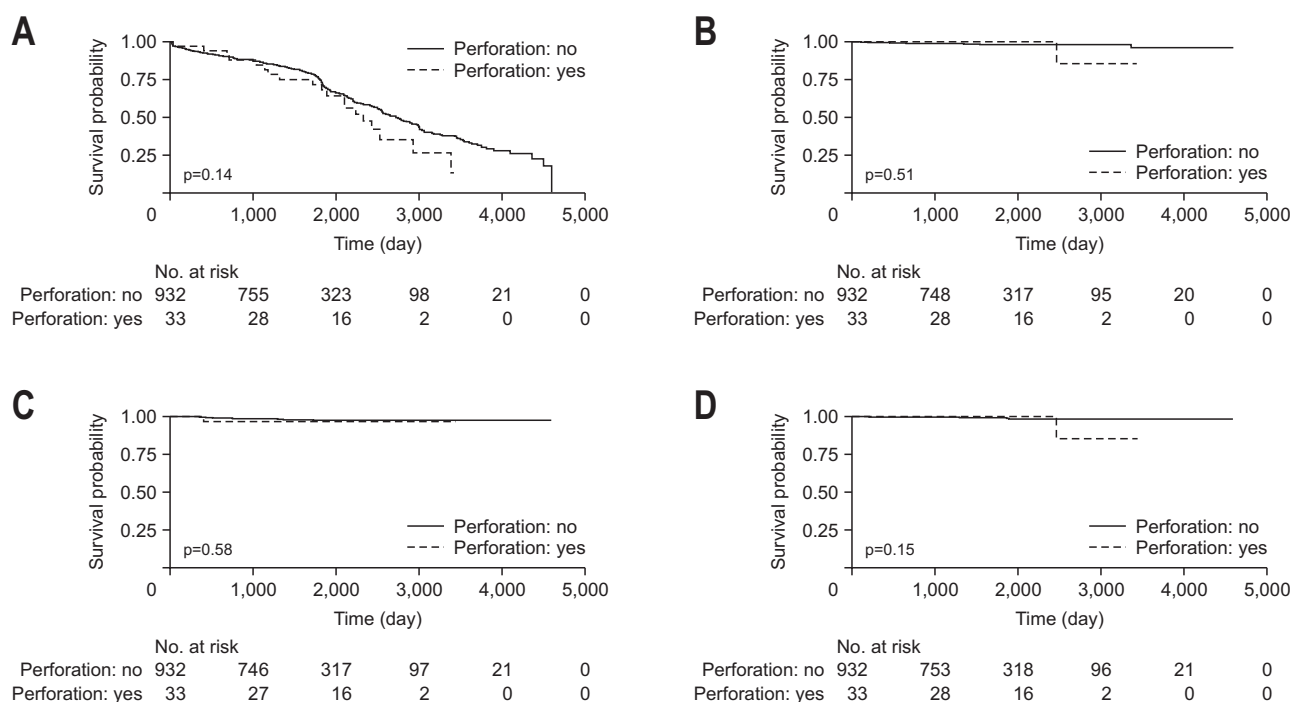 A
Survival probability
1.00
0.75
0.50
0.25
Perforation: no
Perforation: yes
p=0.14
0 1,000 2,000 3,000 4,000 5,000
Time (day)
No. at risk
Perforation: no 932 755 323 98 21 0
Perforation: yes 33 28 16 2 0 0
B
Survival probability
1.00
0.75
0.50
0.25
Perforation: no
Perforation: yes
p=0.51
0 1,000 2,000 3,000 4,000 5,000
Time (day)
No. at risk
Perforation: no 932 748 317 95 20 0
Perforation: yes 33 28 16 2 0 0
C
Survival probability
1.00
0.75
0.50
0.25
Perforation: no
Perforation: yes
p=0.58
0 1,000 2,000 3,000 4,000 5,000
Time (day)
No. at risk
Perforation: no 932 746 317 97 21 0
Perforation: yes 33 27 16 2 0 0
D
Survival probability
1.00
0.75
0.50
0.25
Perforation: no
Perforation: yes
p=0.15
0 1,000 2,000 3,000 4,000 5,000
Time (day)
No. at risk
Perforation: no 932 753 318 96 21 0
Perforation: yes 33 28 16 2 0 0